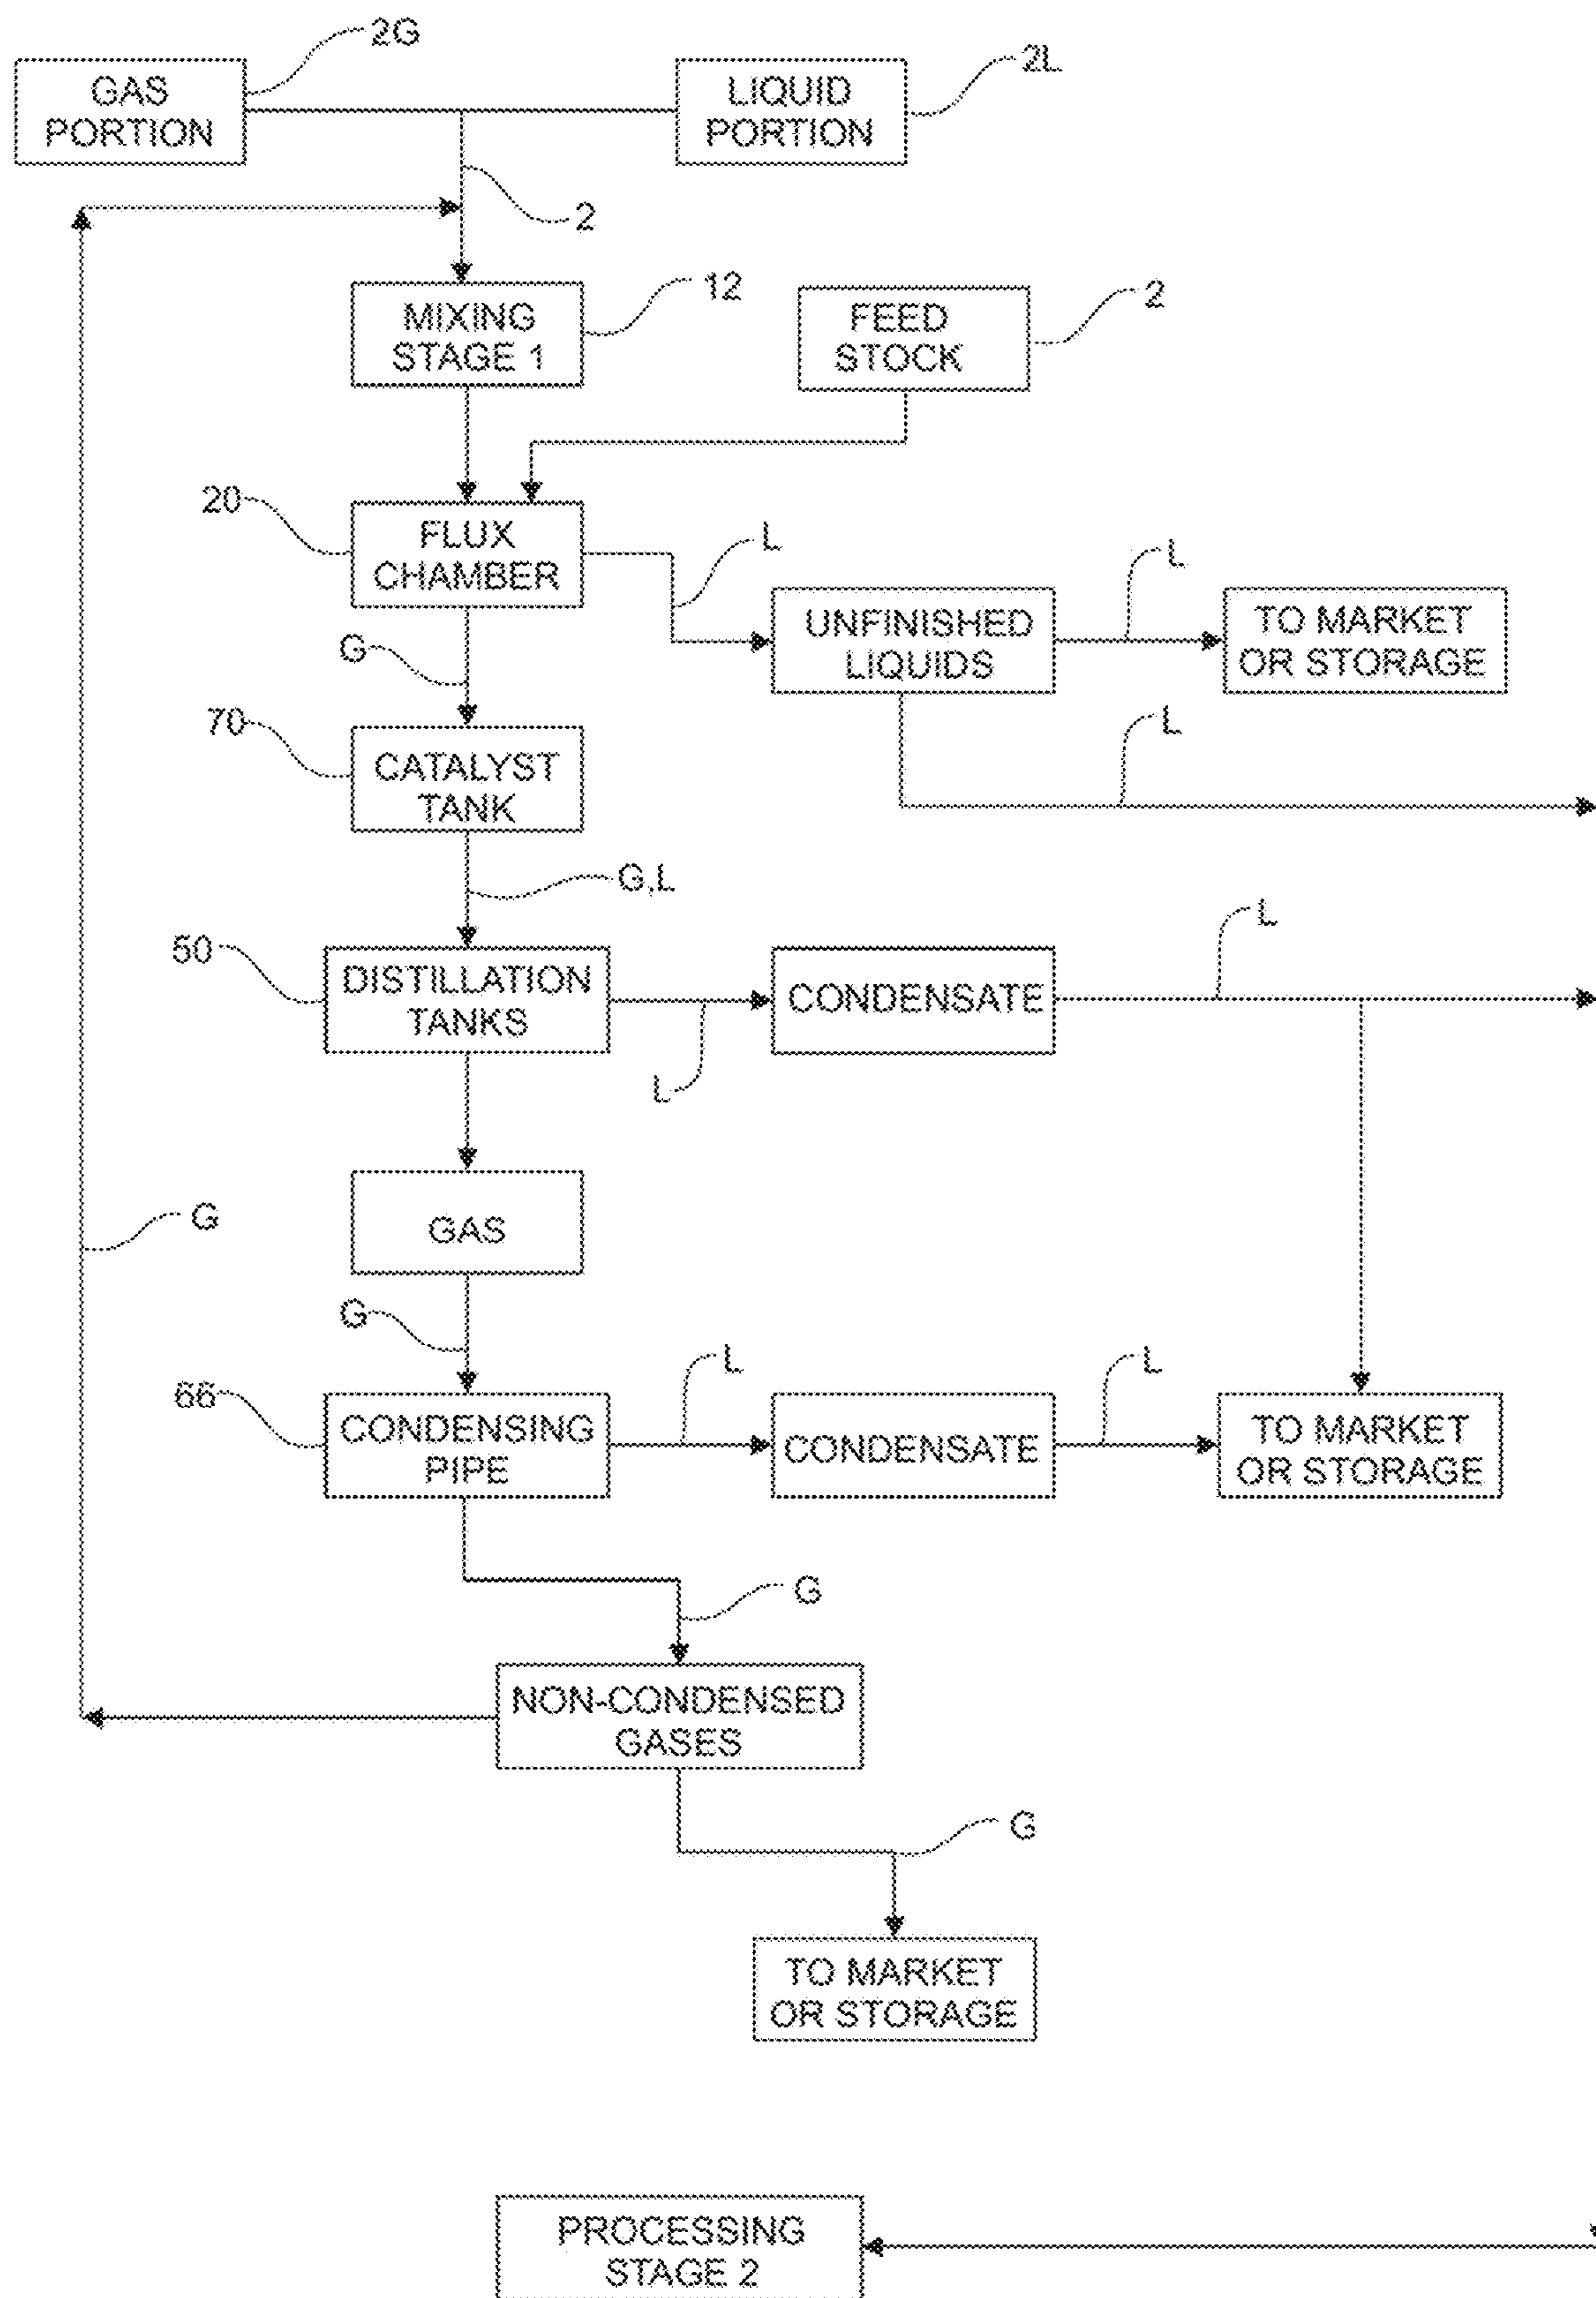 2G
2L
GAS
PORTION
LIQUID
PORTION
2
12
2
MIXING
STAGE 1
FEED
STOCK
20
FLUX
CHAMBER
L
L
UNFINISHED
LIQUIDS
TO MARKET
OR STORAGE
G
70
L
CATALYST
TANK
G,L
L
50
DISTILLATION
TANKS
CONDENSATE
L
G
GAS
G
L
L
66
CONDENSING
PIPE
CONDENSATE
TO MARKET
OR STORAGE
G
NON-CONDENSED
GASES
G
TO MARKET
OR STORAGE
PROCESSING
STAGE 2